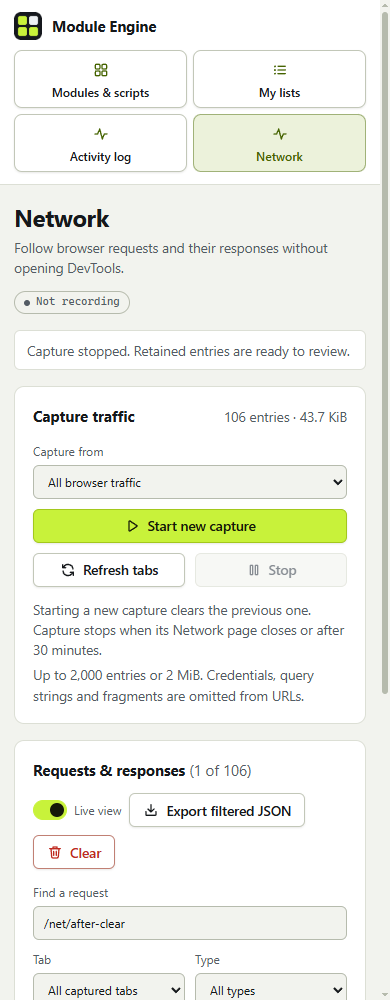 Module Engine
Modules & scripts
My lists
Activity log
Network
Network
Follow browser requests and their responses without
opening DevTools.
Not recording
Capture stopped. Retained entries are ready to review.
Capture traffic
106 entries · 43.7 KiB
Capture from
All browser traffic
Start new capture
Refresh tabs
Stop
Starting a new capture clears the previous one.
Capture stops when its Network page closes or after
30 minutes.
Up to 2,000 entries or 2 MiB. Credentials, query
strings and fragments are omitted from URLs.
Requests & responses (1 of 106)
Live view
Export filtered JSON
Clear
Find a request
/net/after-clear
Tab
Type
All captured tabs
All types